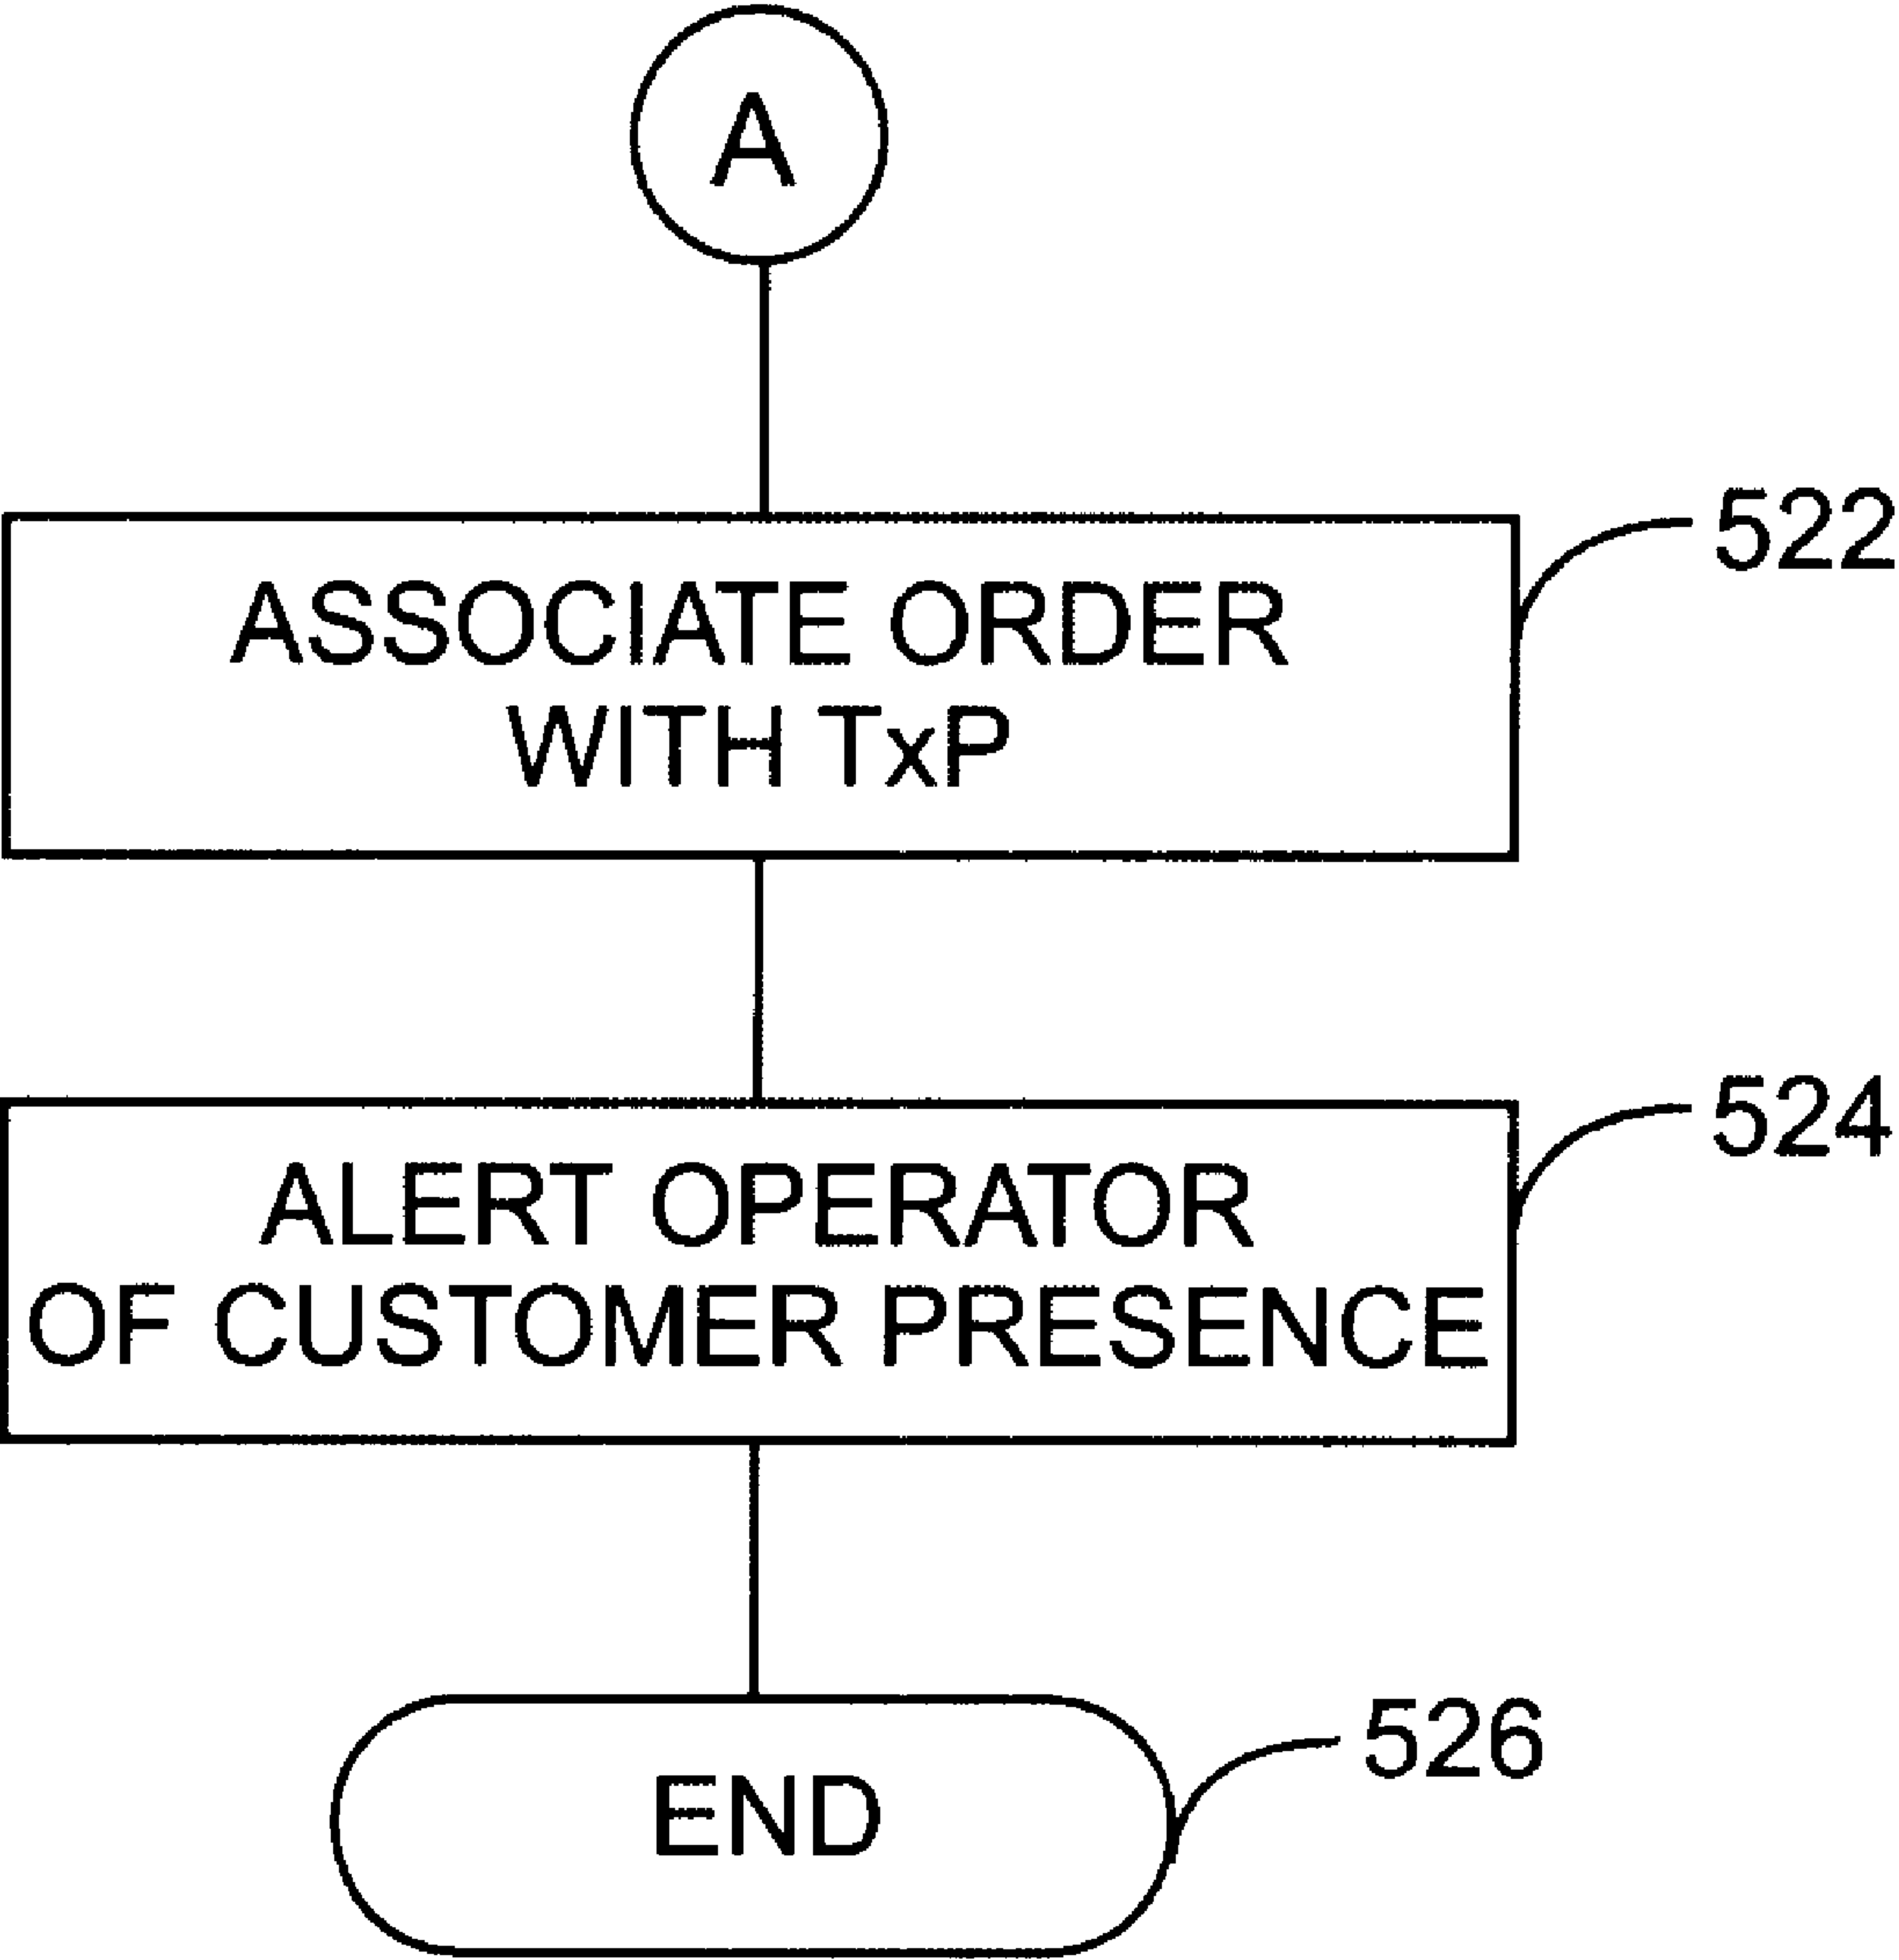 A
522
ASSOCIATE ORDER
WITH TxP
524
ALERT OPERATOR
OF CUSTOMER PRESENCE
526
END